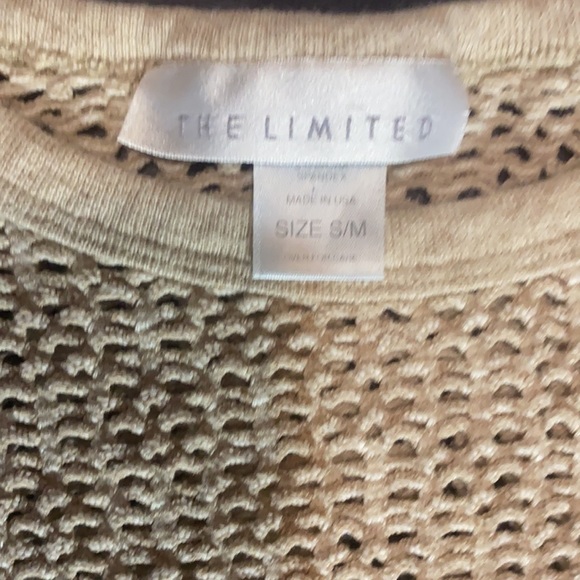 THE LIMITED
SPANDEX
MADE IN USA
SIZE S/M